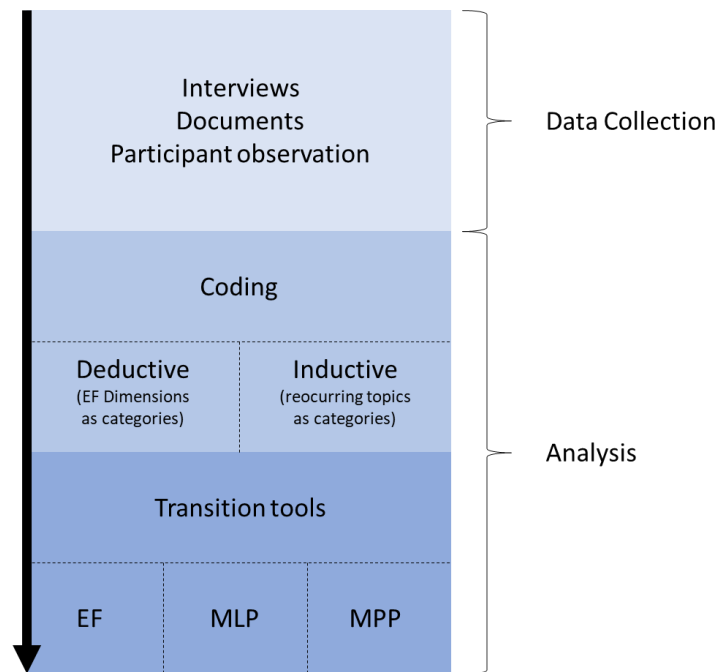 Interviews
Documents
Participant observation
Data Collection
Coding
Deductive
(EF Dimensions
as categories)
Inductive
(reocurring topics
as categories)
Analysis
Transition tools
EF
MLP
MPP